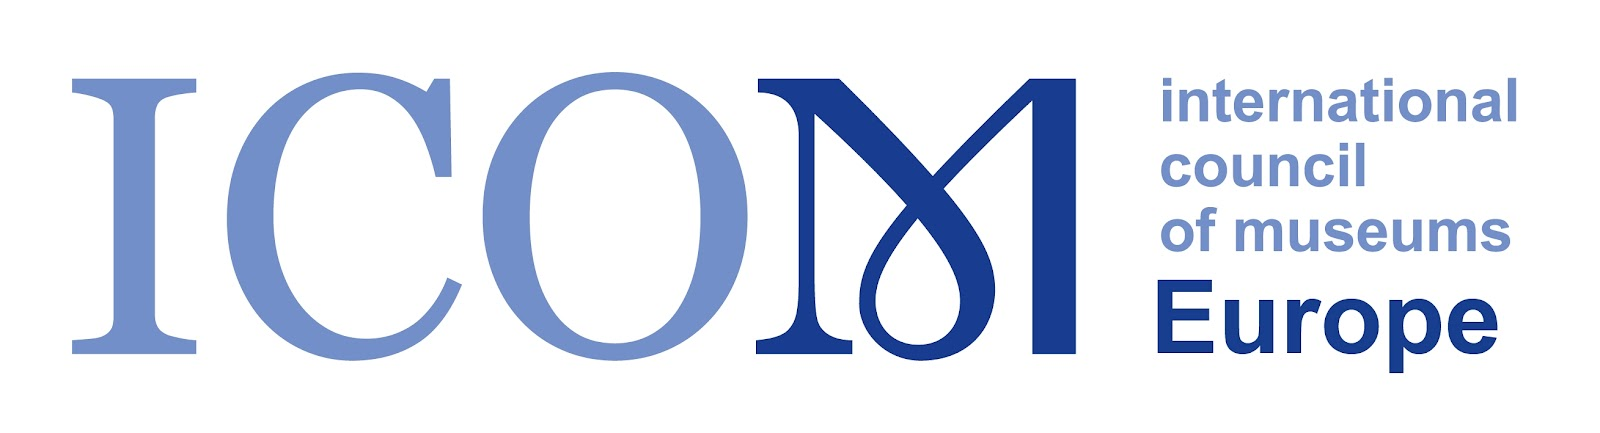 ICOM
international
council
of museums
Europe